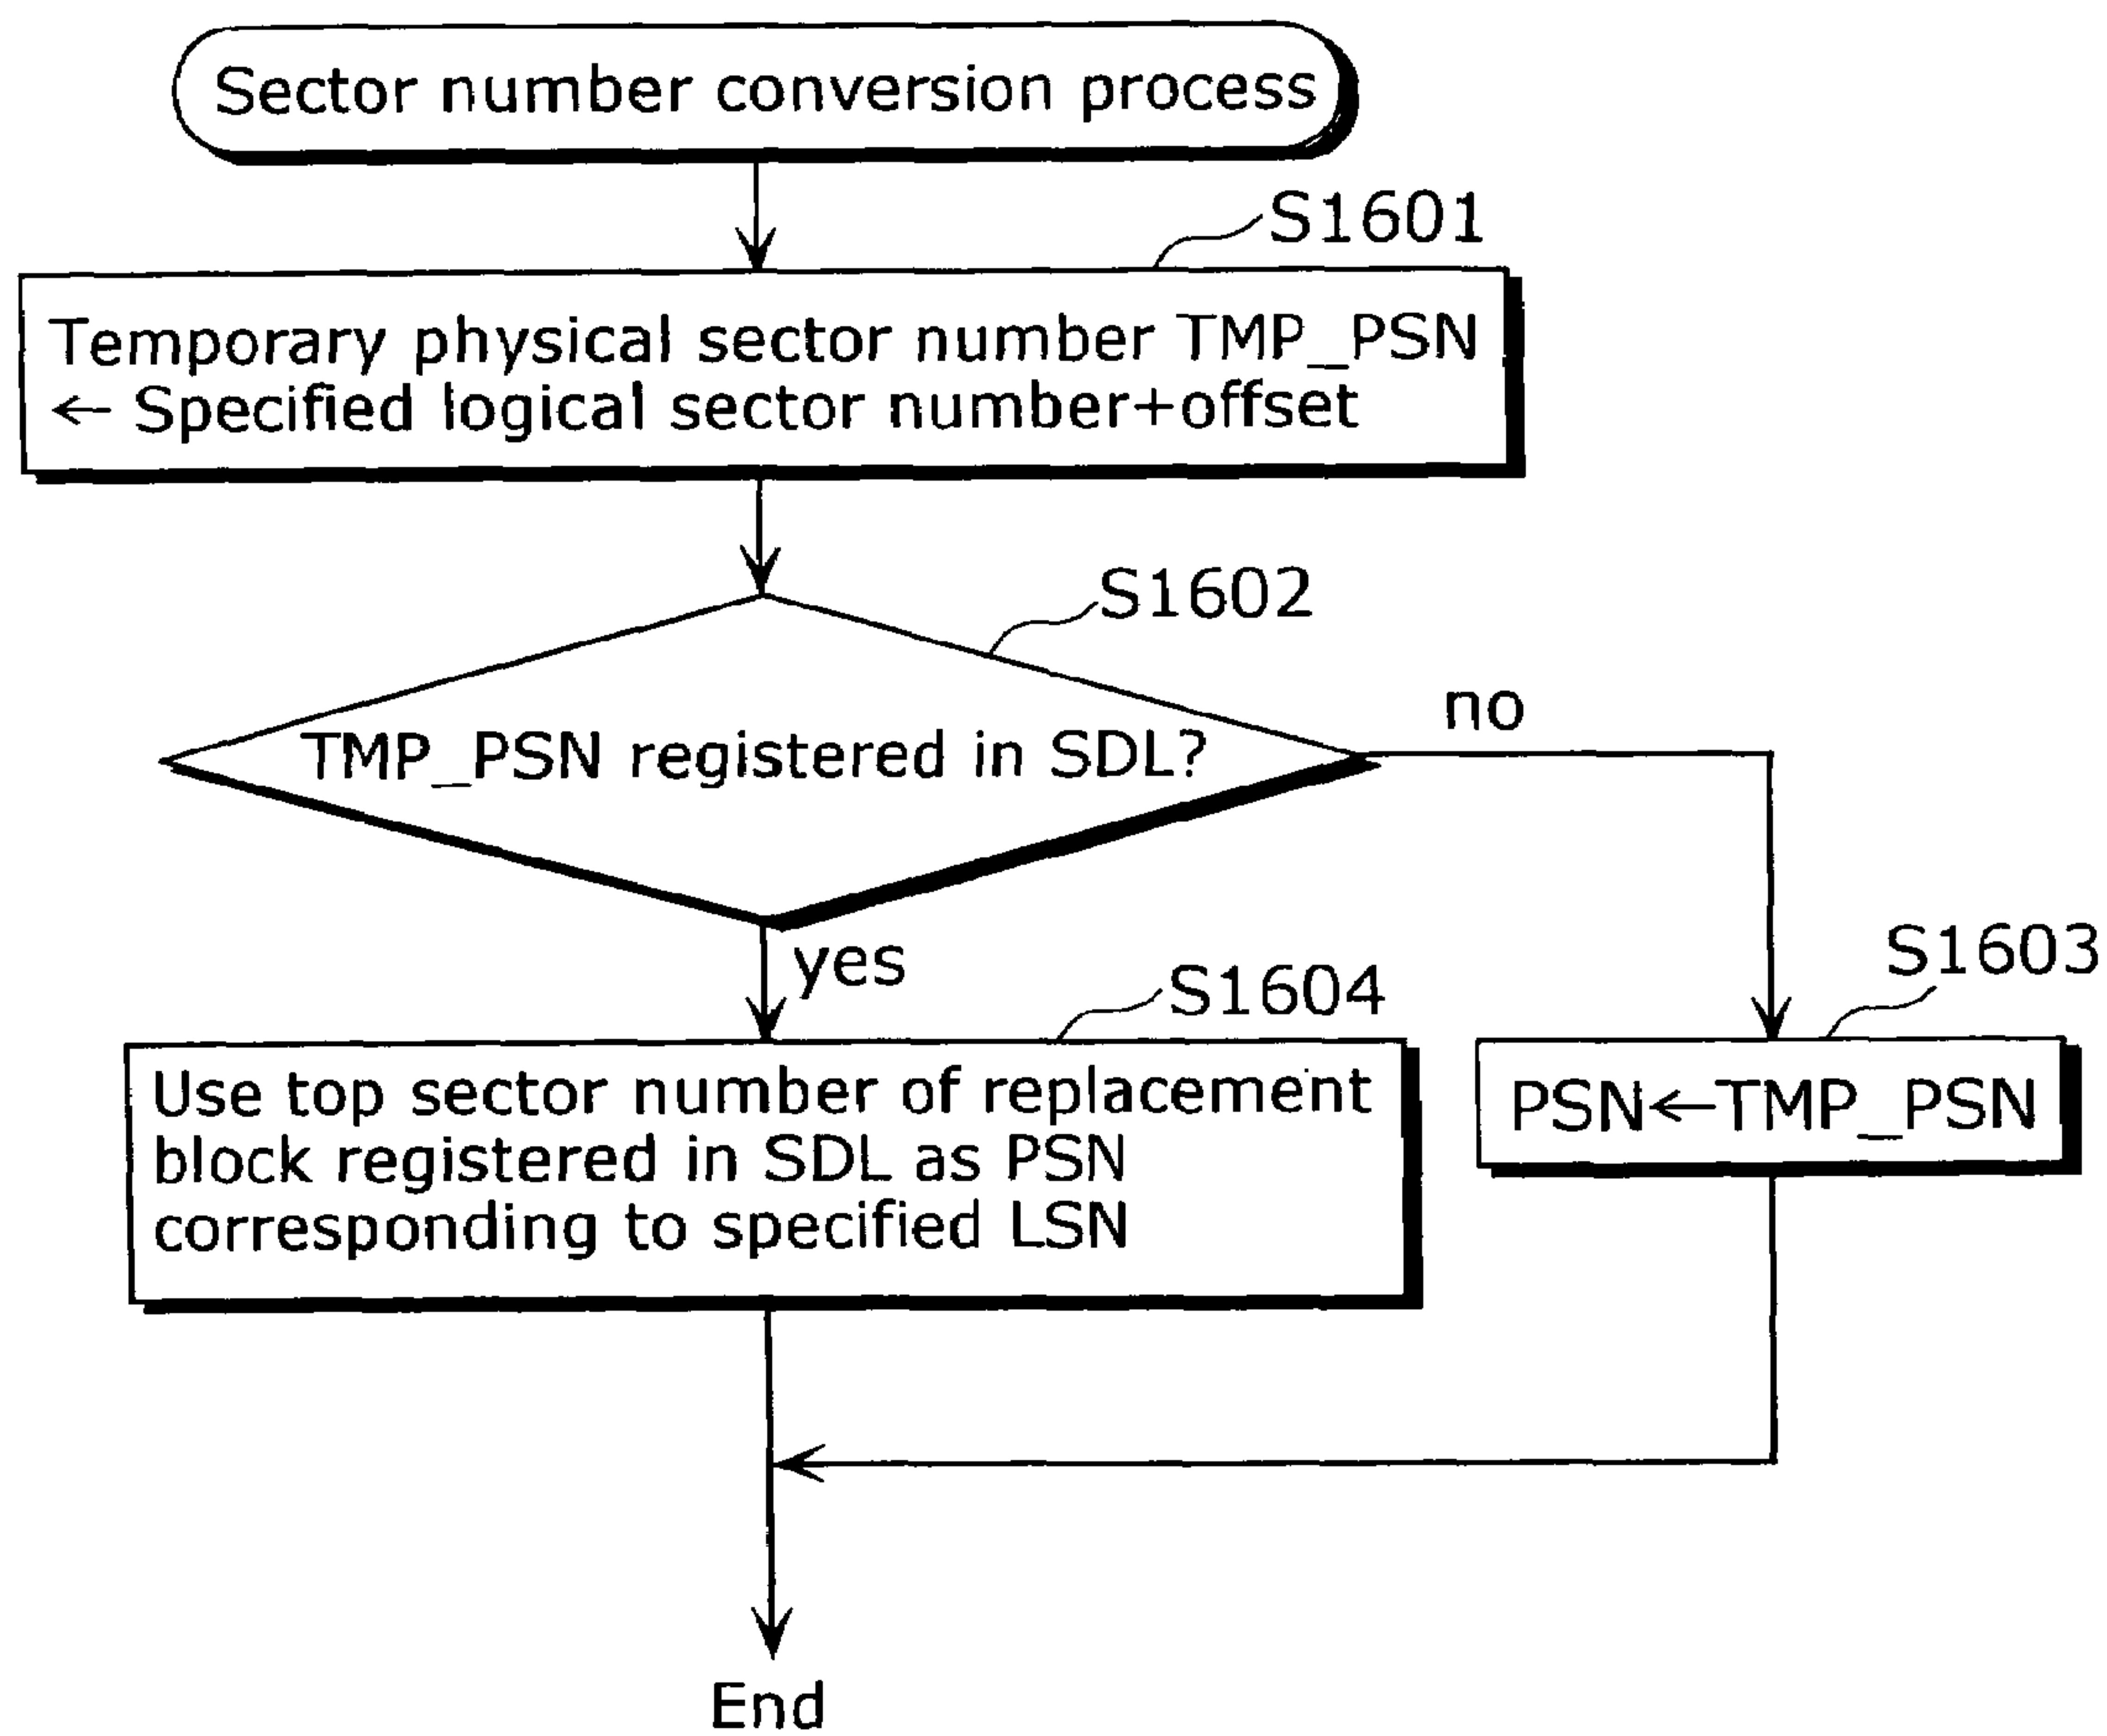 Sector number conversion process
S1601
Temporary physical sector number TMP_PSN
← Specified logical sector number+offset
S1602
TMP_PSN registered in SDL?
no
yes
S1604
S1603
Use top sector number of replacement
block registered in SDL as PSN
corresponding to specified LSN
PSN←TMP_PSN
End